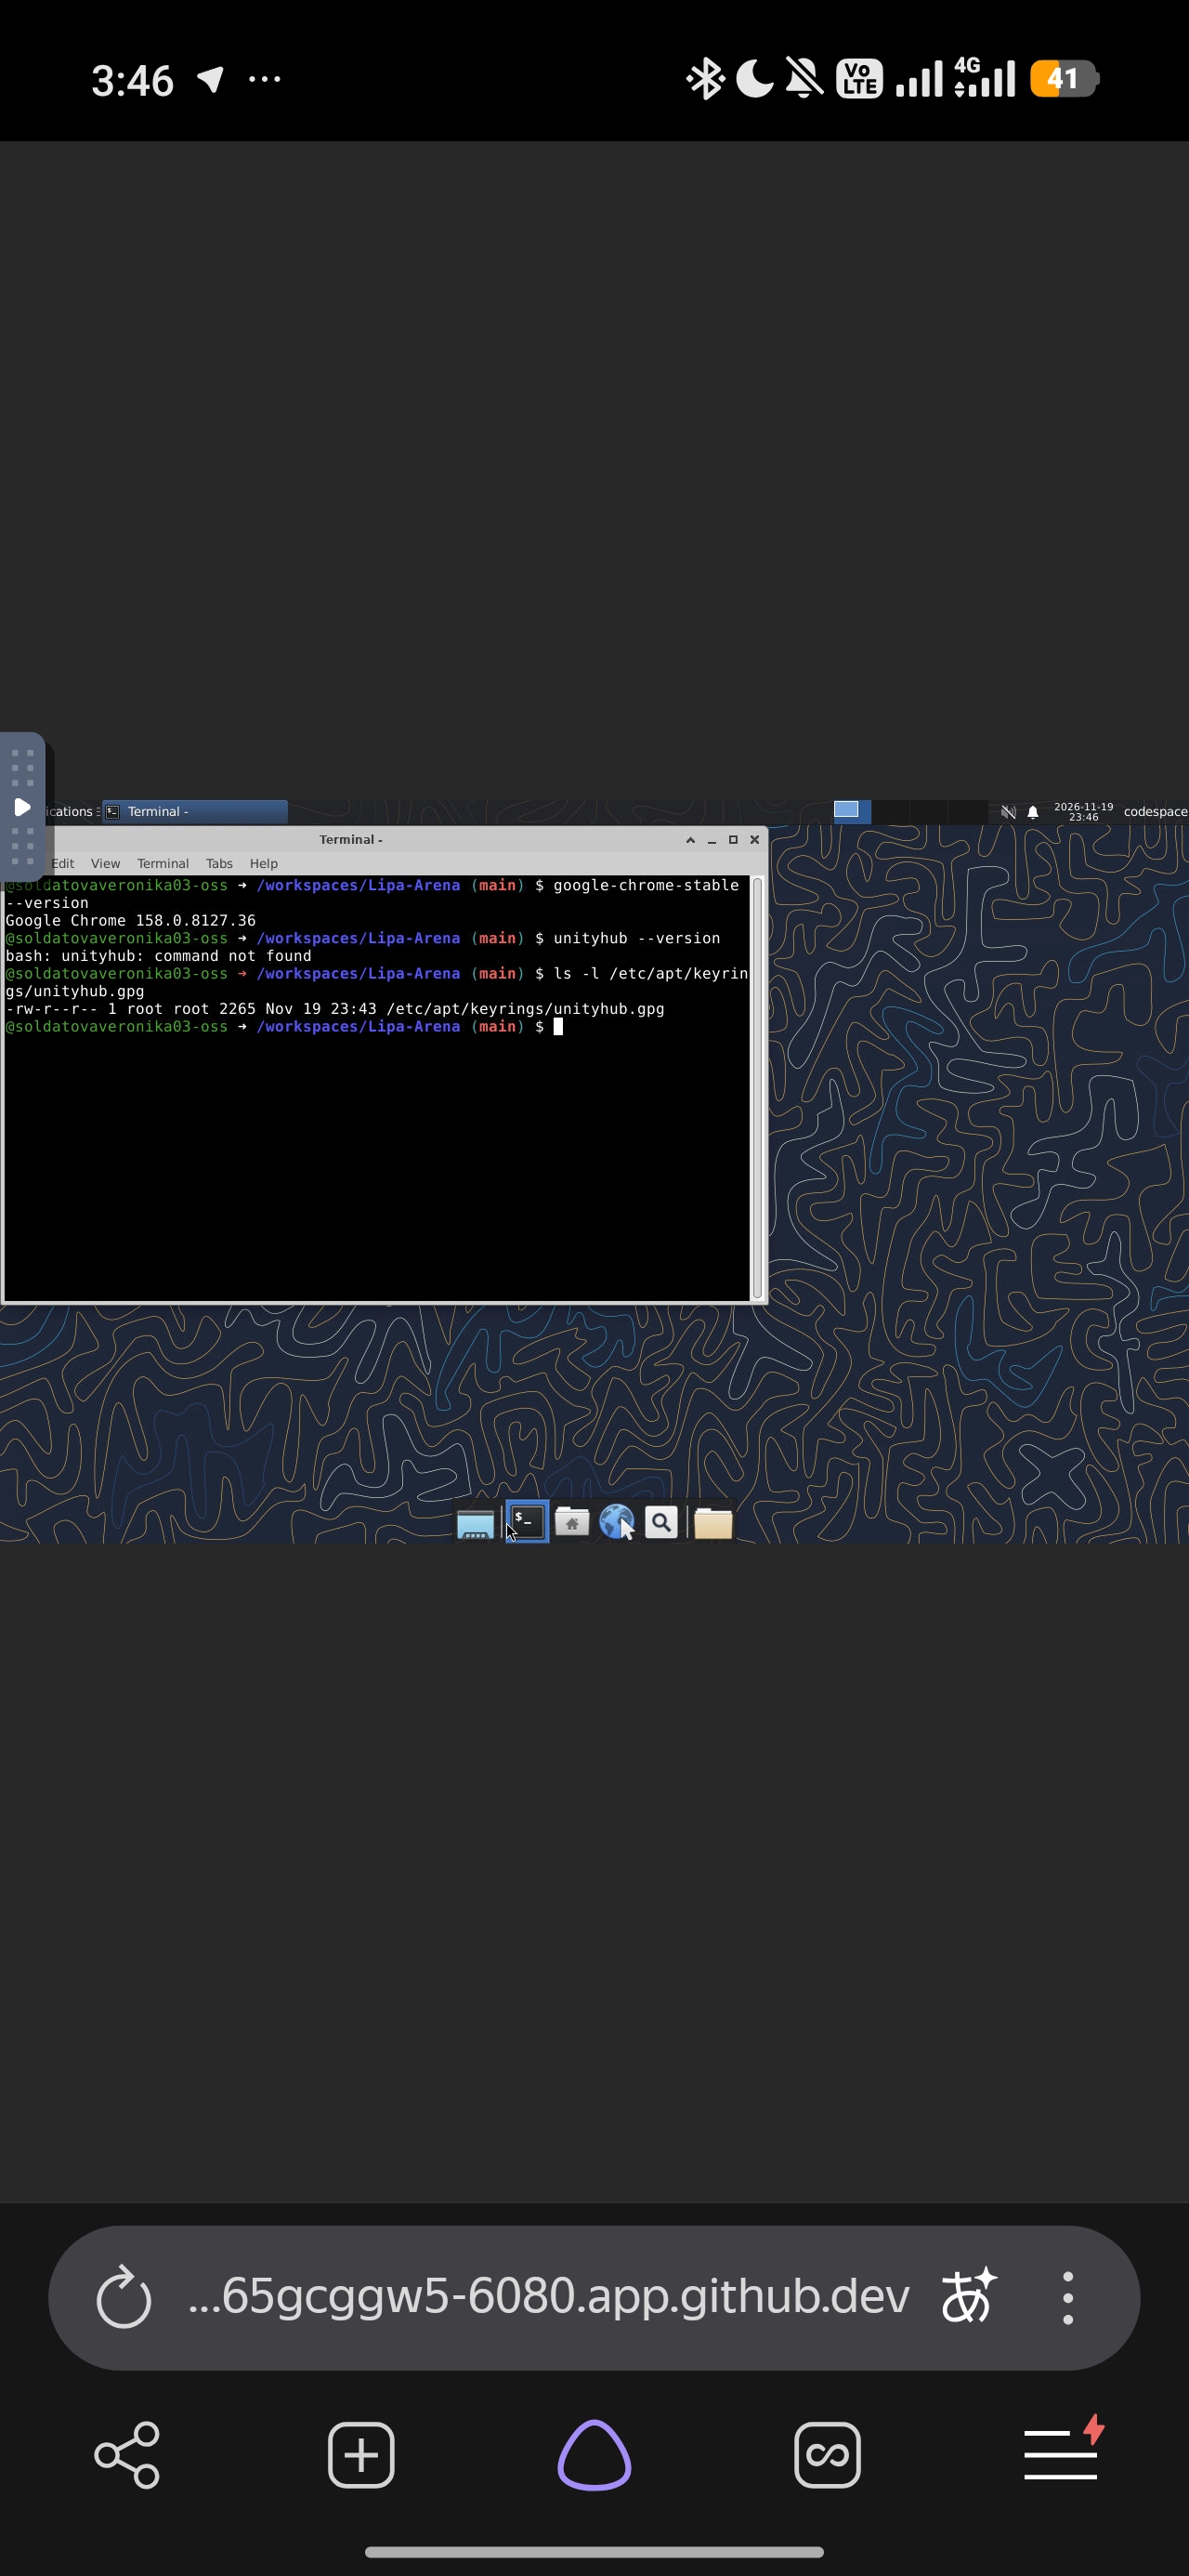 3:46
Vo LTE
4G
41
ications
Terminal -
2026-11-19
23:46
codespace
Terminal -
Edit View Terminal Tabs Help
@soldatovaveronika03-oss ➜ /workspaces/Lipa-Arena (main) $ google-chrome-stable
--version
Google Chrome 158.0.8127.36
@soldatovaveronika03-oss ➜ /workspaces/Lipa-Arena (main) $ unityhub --version
bash: unityhub: command not found
@soldatovaveronika03-oss ➜ /workspaces/Lipa-Arena (main) $ ls -l /etc/apt/keyrin
gs/unityhub.gpg
-rw-r--r-- 1 root root 2265 Nov 19 23:43 /etc/apt/keyrings/unityhub.gpg
@soldatovaveronika03-oss ➜ /workspaces/Lipa-Arena (main) $
$_
...65gcggw5-6080.app.github.dev
あ